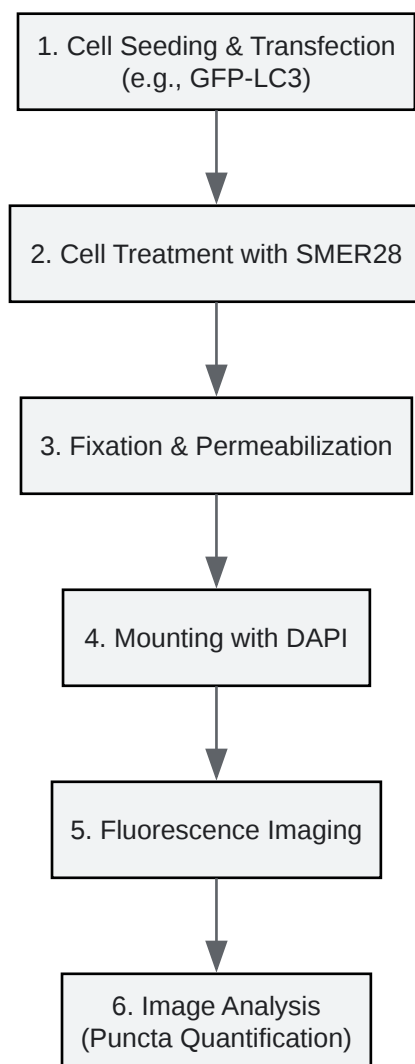 1. Cell Seeding & Transfection
(e.g., GFP-LC3)
2. Cell Treatment with SMER28
3. Fixation & Permeabilization
4. Mounting with DAPI
5. Fluorescence Imaging
6. Image Analysis
(Puncta Quantification)